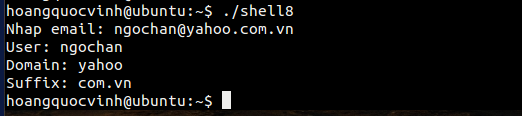 hoangquocvinh@ubuntu:~$ ./shell8
Nhap email: ngochan@yahoo.com.vn
User: ngochan
Domain: yahoo
Suffix: com.vn
hoangquocvinh@ubuntu:~$